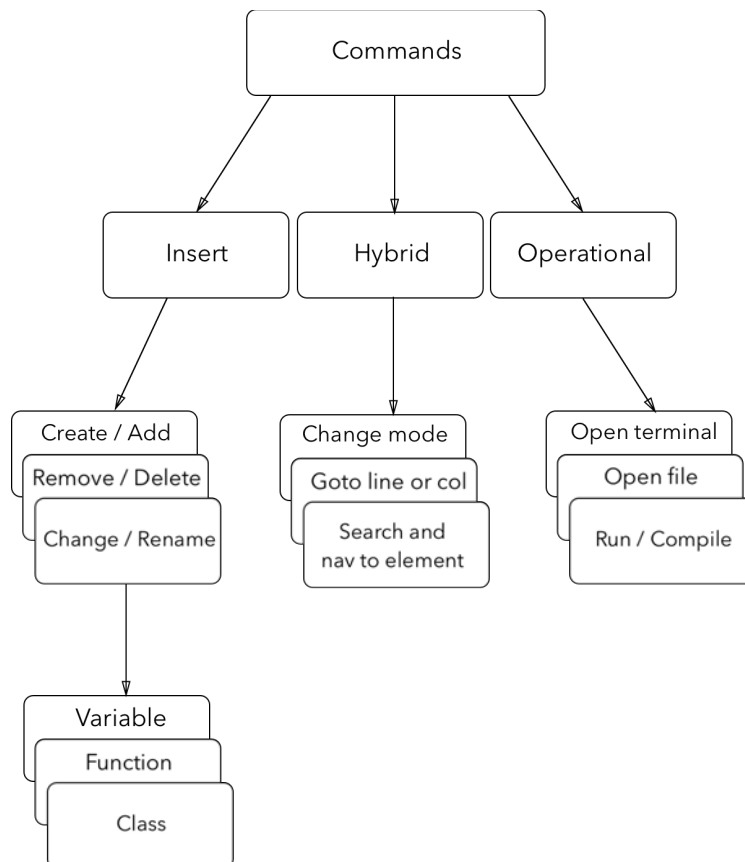 Commands
Insert
Hybrid
Operational
Create / Add
Remove / Delete
Change / Rename
Change mode
Goto line or col
Search and
nav to element
Open terminal
Open file
Run / Compile
Variable
Function
Class